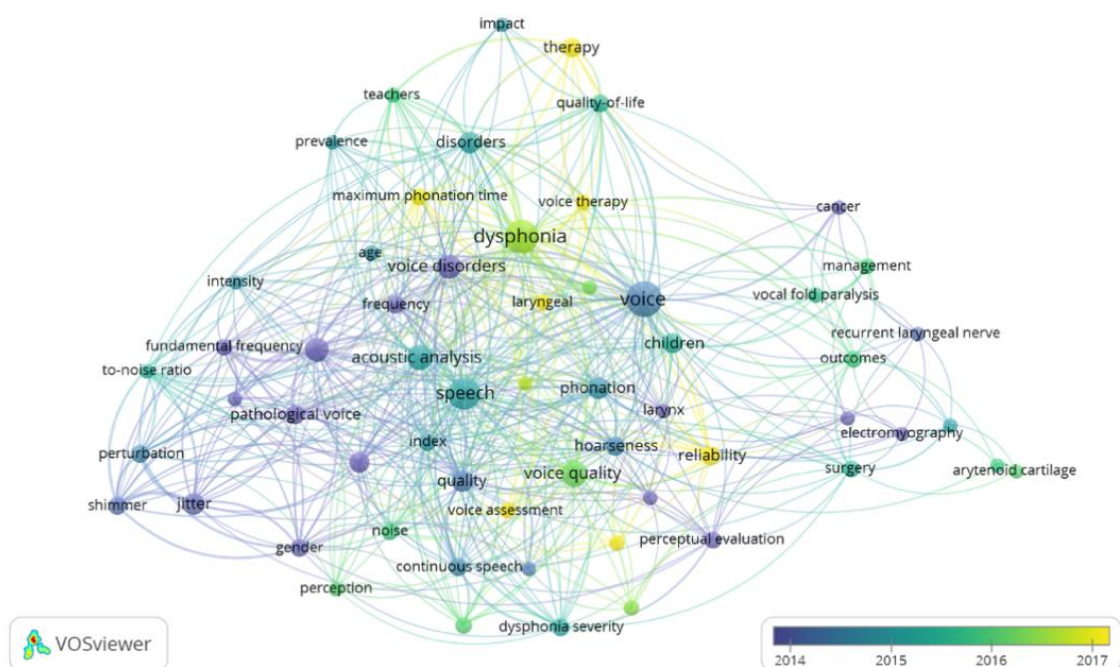 impact
therapy
teachers
quality-of-life
prevalence
disorders
maximum phonation time
voice therapy
cancer
dysphonia
age
voice disorders
management
intensity
frequency
laryngeal
voice
vocal fold paralysis
fundamental frequency
acoustic analysis
children
recurrent laryngeal nerve
outcomes
to-noise ratio
speech
phonation
pathological voice
larynx
index
hoarseness
electromyography
perturbation
quality
voice quality
reliability
surgery
arytenoid cartilage
shimmer
jitter
voice assessment
noise
gender
perceptual evaluation
continuous speech
perception
dysphonia severity
VOSviewer
2014 2015 2016 2017